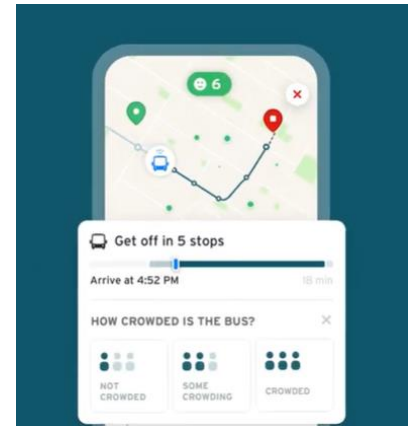 6
Get off in 5 stops
Arrive at 4:52 PM 18 min
HOW CROWDED IS THE BUS?
NOT
CROWDED
SOME
CROWDING
CROWDED